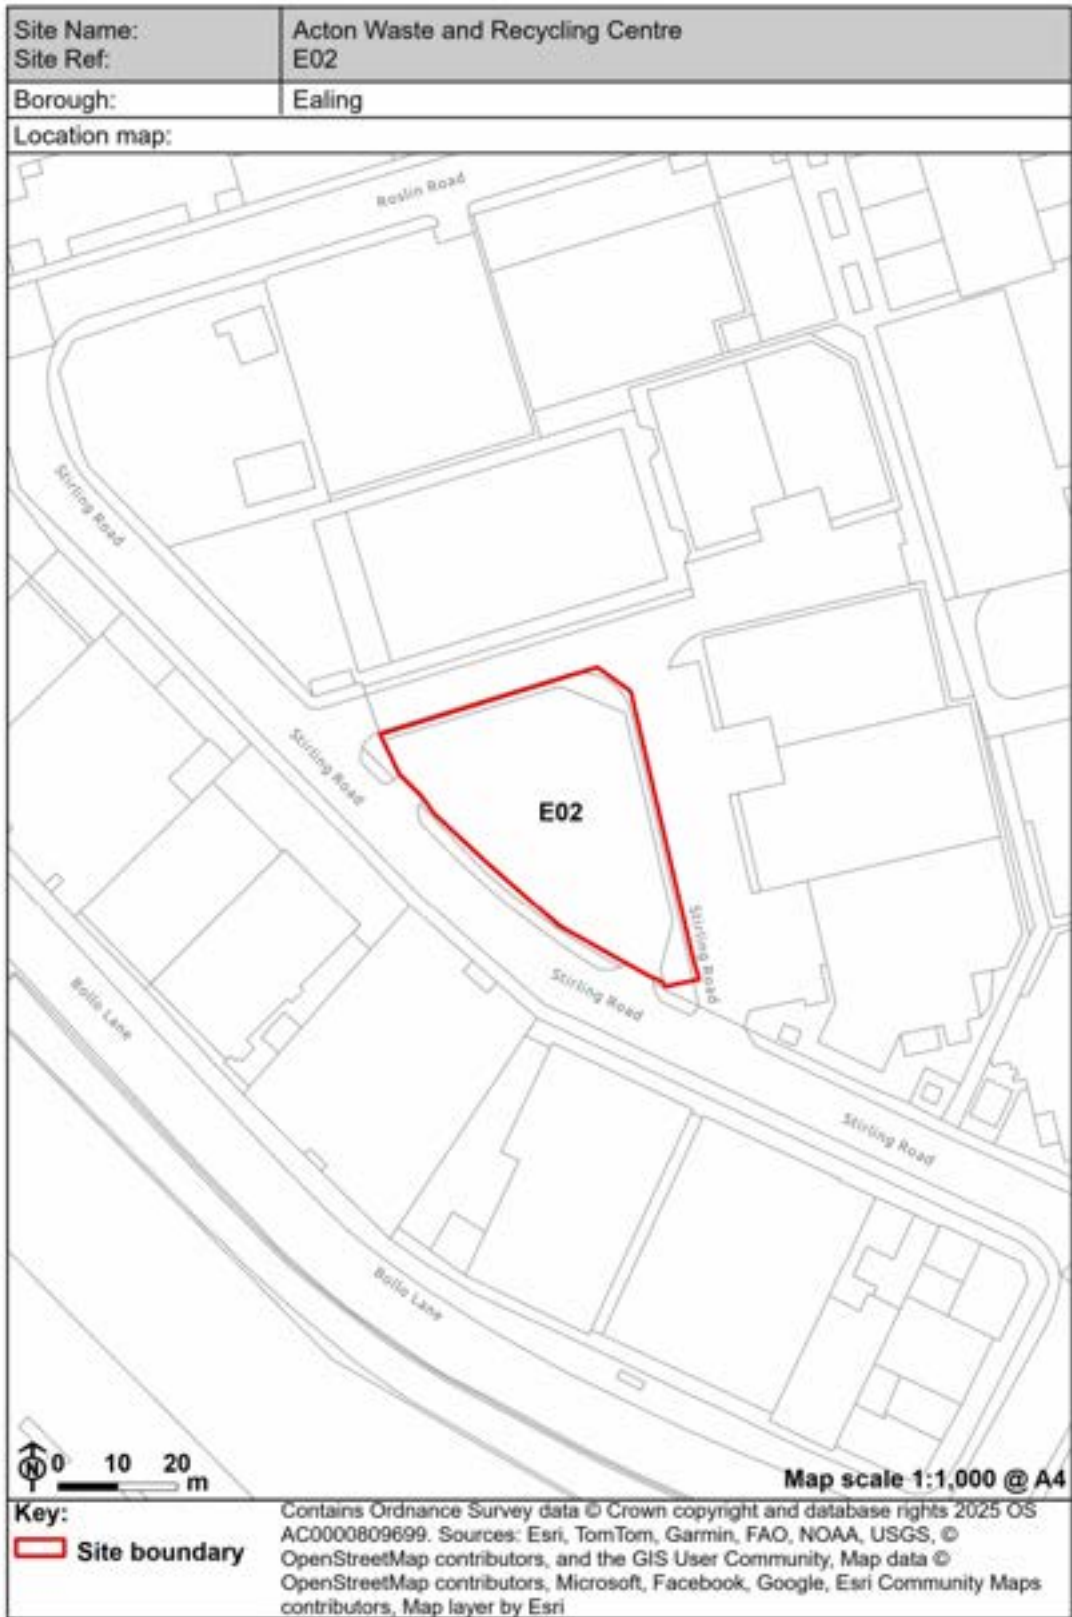 Site Name: Acton Waste and Recycling Centre
Site Ref: E02
Borough: Ealing
Location map:
Roslin Road
Stirling Road
Stirling Road
E02
Stirling Road
Stirling Road
Bollo Lane
Stirling Road
Bollo Lane
N 0 10 20 m
Map scale 1:1,000 @ A4
Key:
Site boundary
Contains Ordnance Survey data © Crown copyright and database rights 2025 OS
AC0000809699. Sources: Esri, TomTom, Garmin, FAO, NOAA, USGS, ©
OpenStreetMap contributors, and the GIS User Community, Map data ©
OpenStreetMap contributors, Microsoft, Facebook, Google, Esri Community Maps
contributors, Map layer by Esri